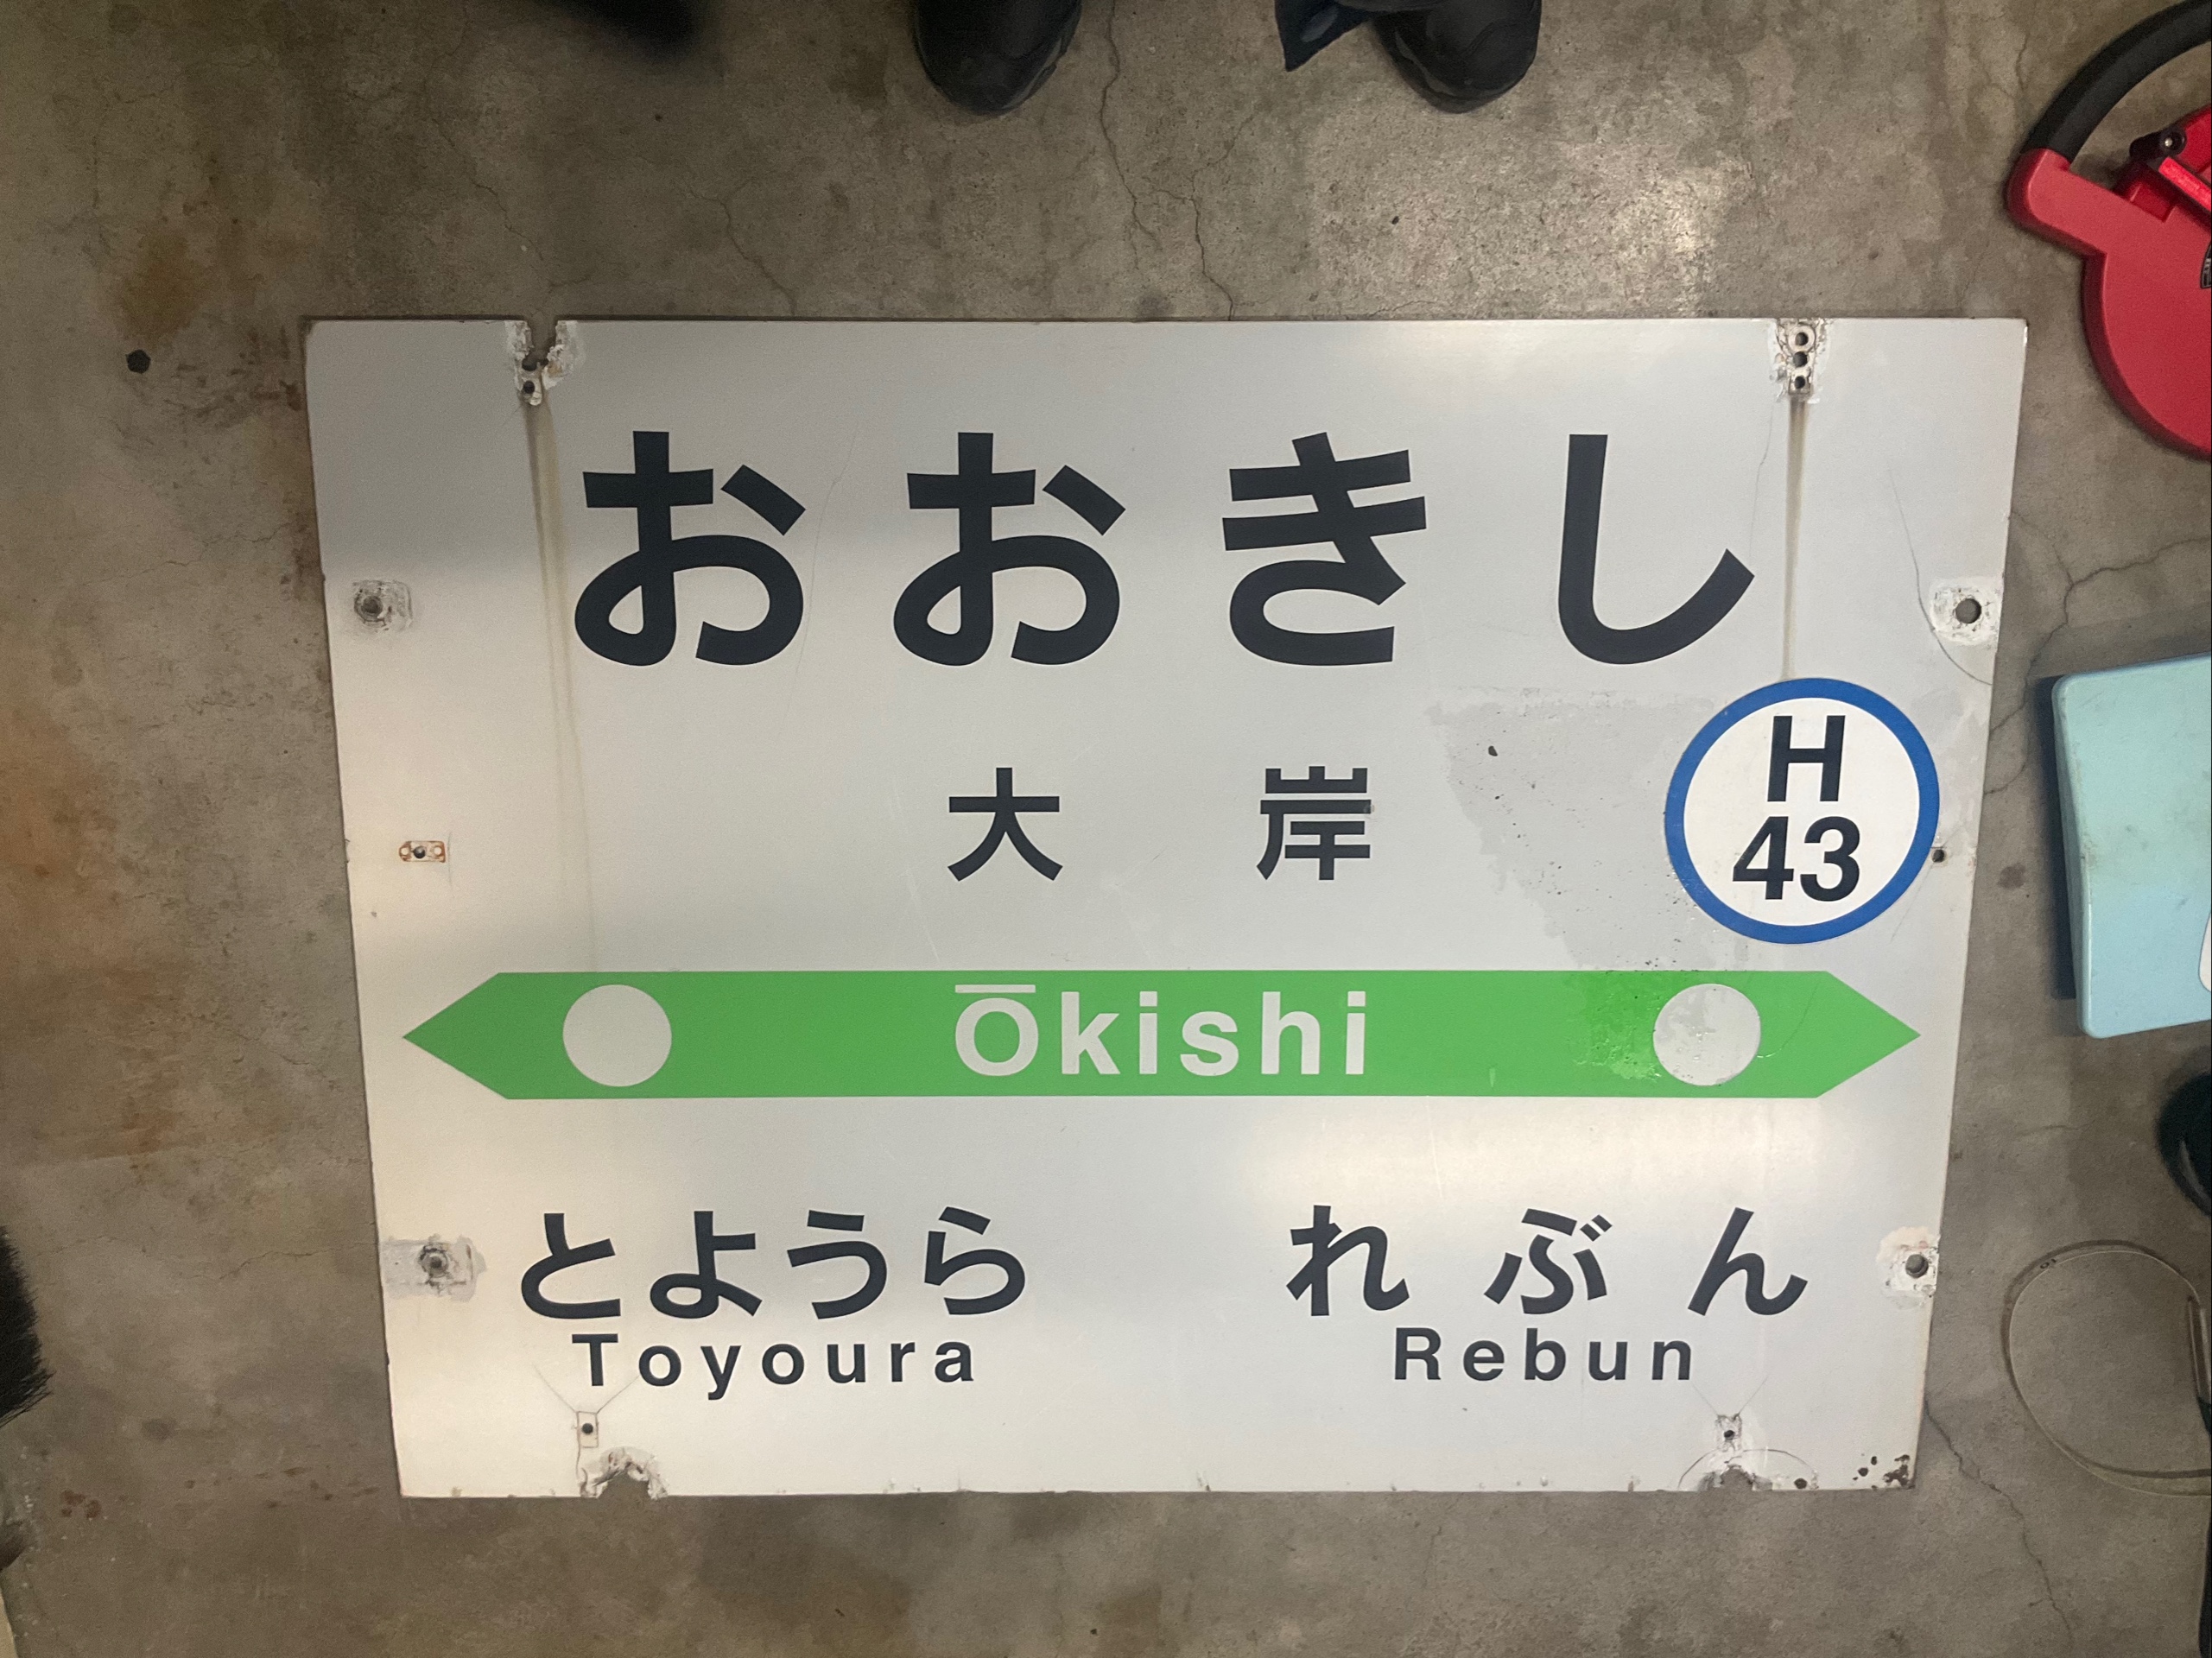 おおきし
大岸
H
43
Ōkishi
とようら れぶん
Toyoura Rebun